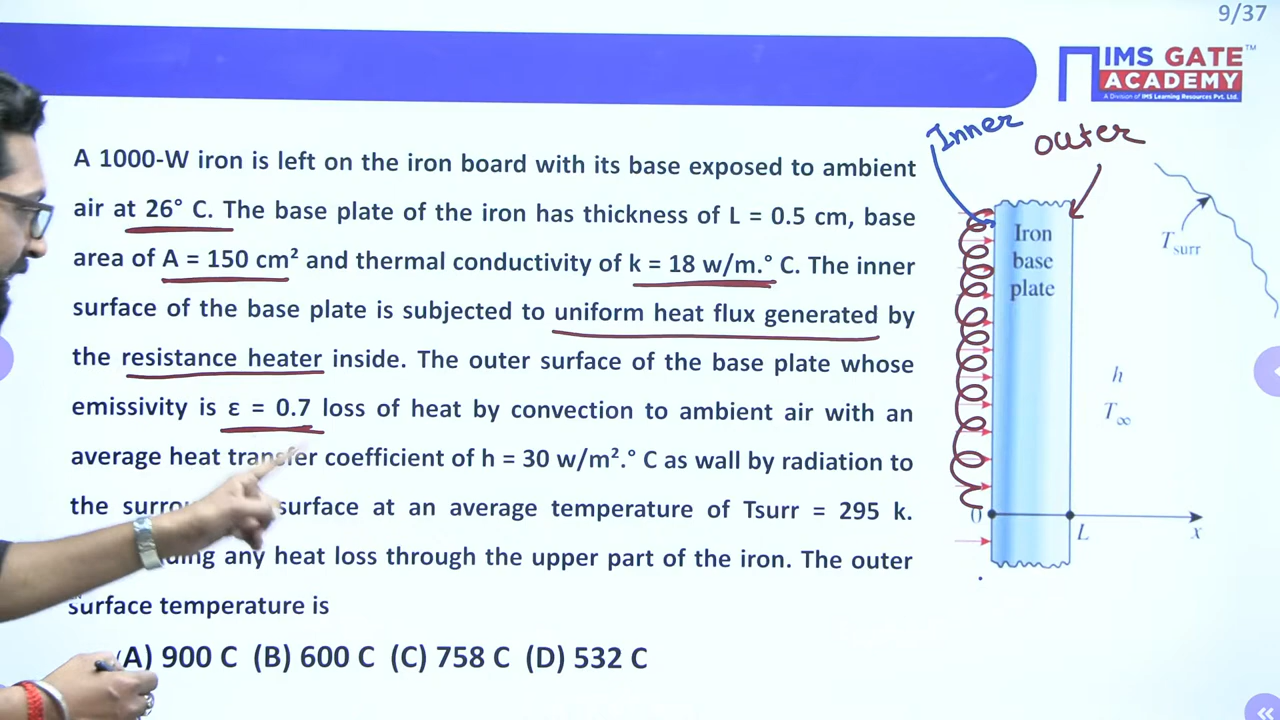 9/37
IMS GATE
ACADEMY
TM
A Division of IMS Learning Resources Pvt. Ltd.
Inner
outer
A 1000-W iron is left on the iron board with its base exposed to ambient
air at 26° C. The base plate of the iron has thickness of L = 0.5 cm, base
area of A = 150 cm² and thermal conductivity of k = 18 w/m.° C. The inner
surface of the base plate is subjected to uniform heat flux generated by
the resistance heater inside. The outer surface of the base plate whose
emissivity is ε = 0.7 loss of heat by convection to ambient air with an
average heat transfer coefficient of h = 30 w/m².° C as wall by radiation to
the surface at an average temperature of Tsurr = 295 k.
any heat loss through the upper part of the iron. The outer
surface temperature is
(A) 900 C (B) 600 C (C) 758 C (D) 532 C
Iron
base
plate
Tsurr
h
T∞
0
L
x